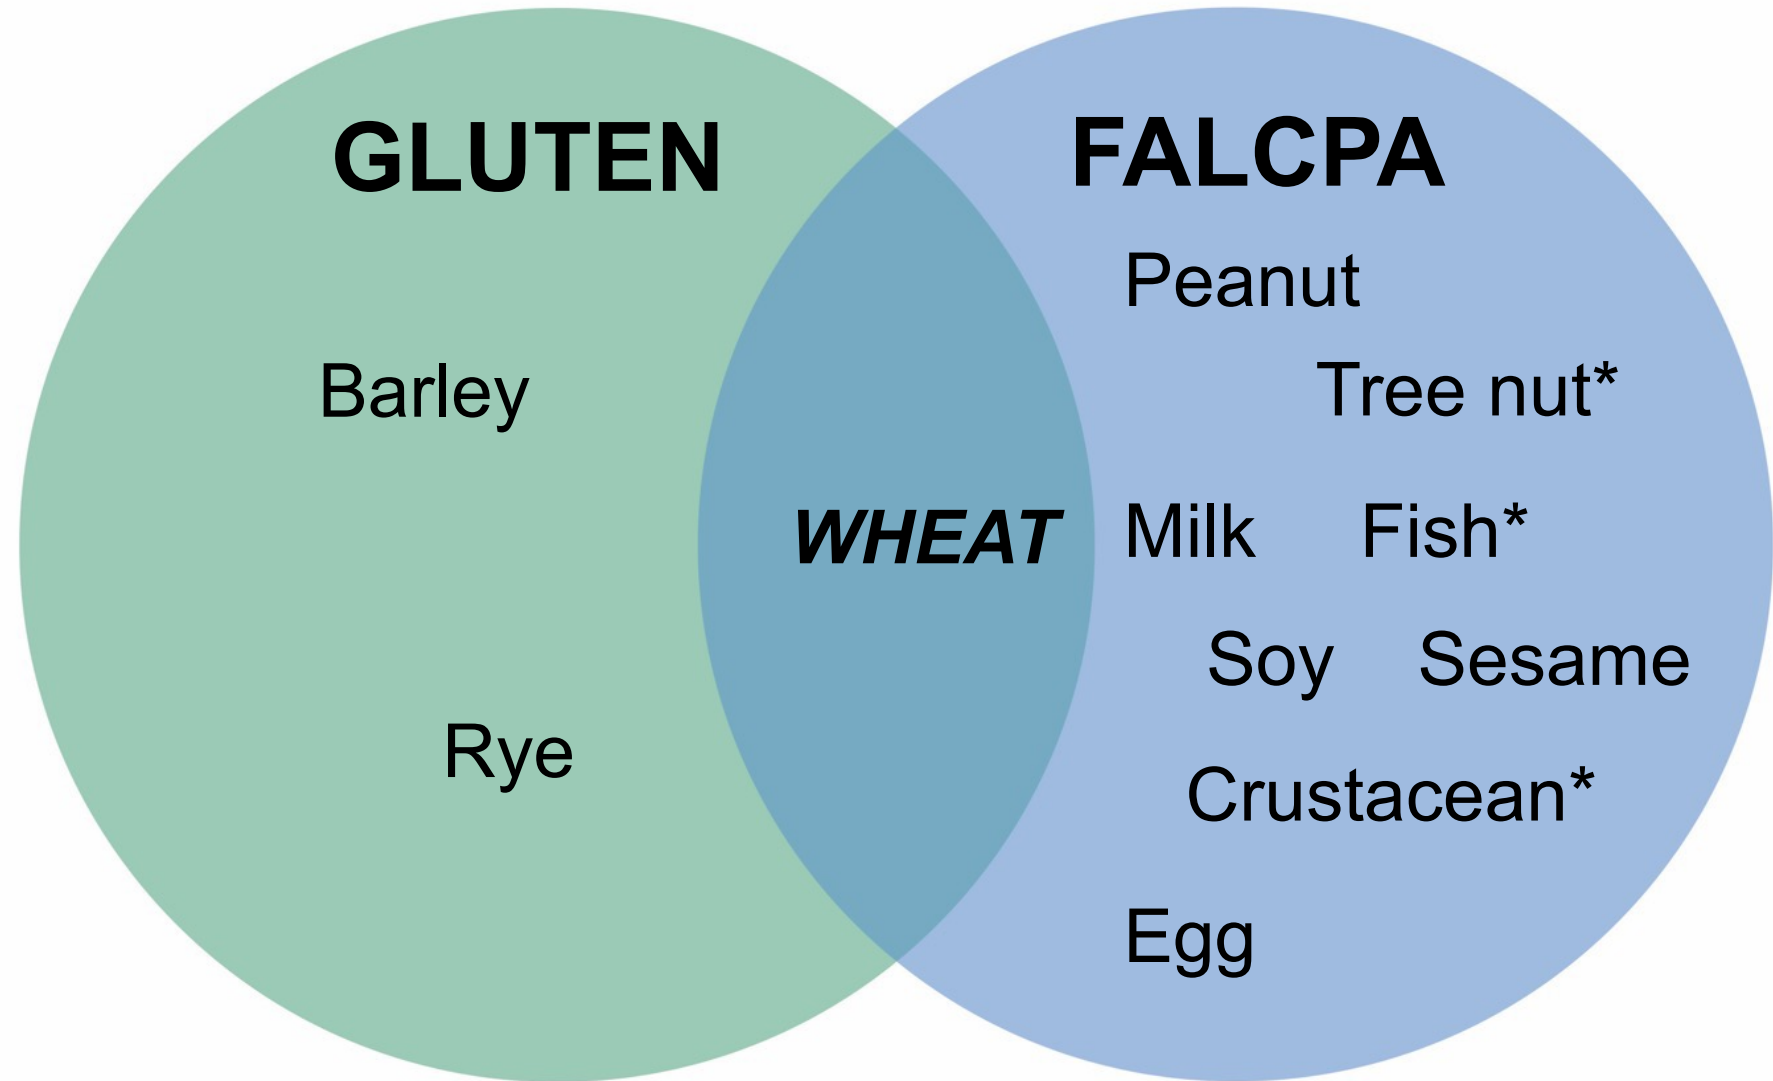 GLUTEN
FALCPA
Peanut
Barley
Tree nut*
WHEAT
Milk
Fish*
Soy
Sesame
Rye
Crustacean*
Egg